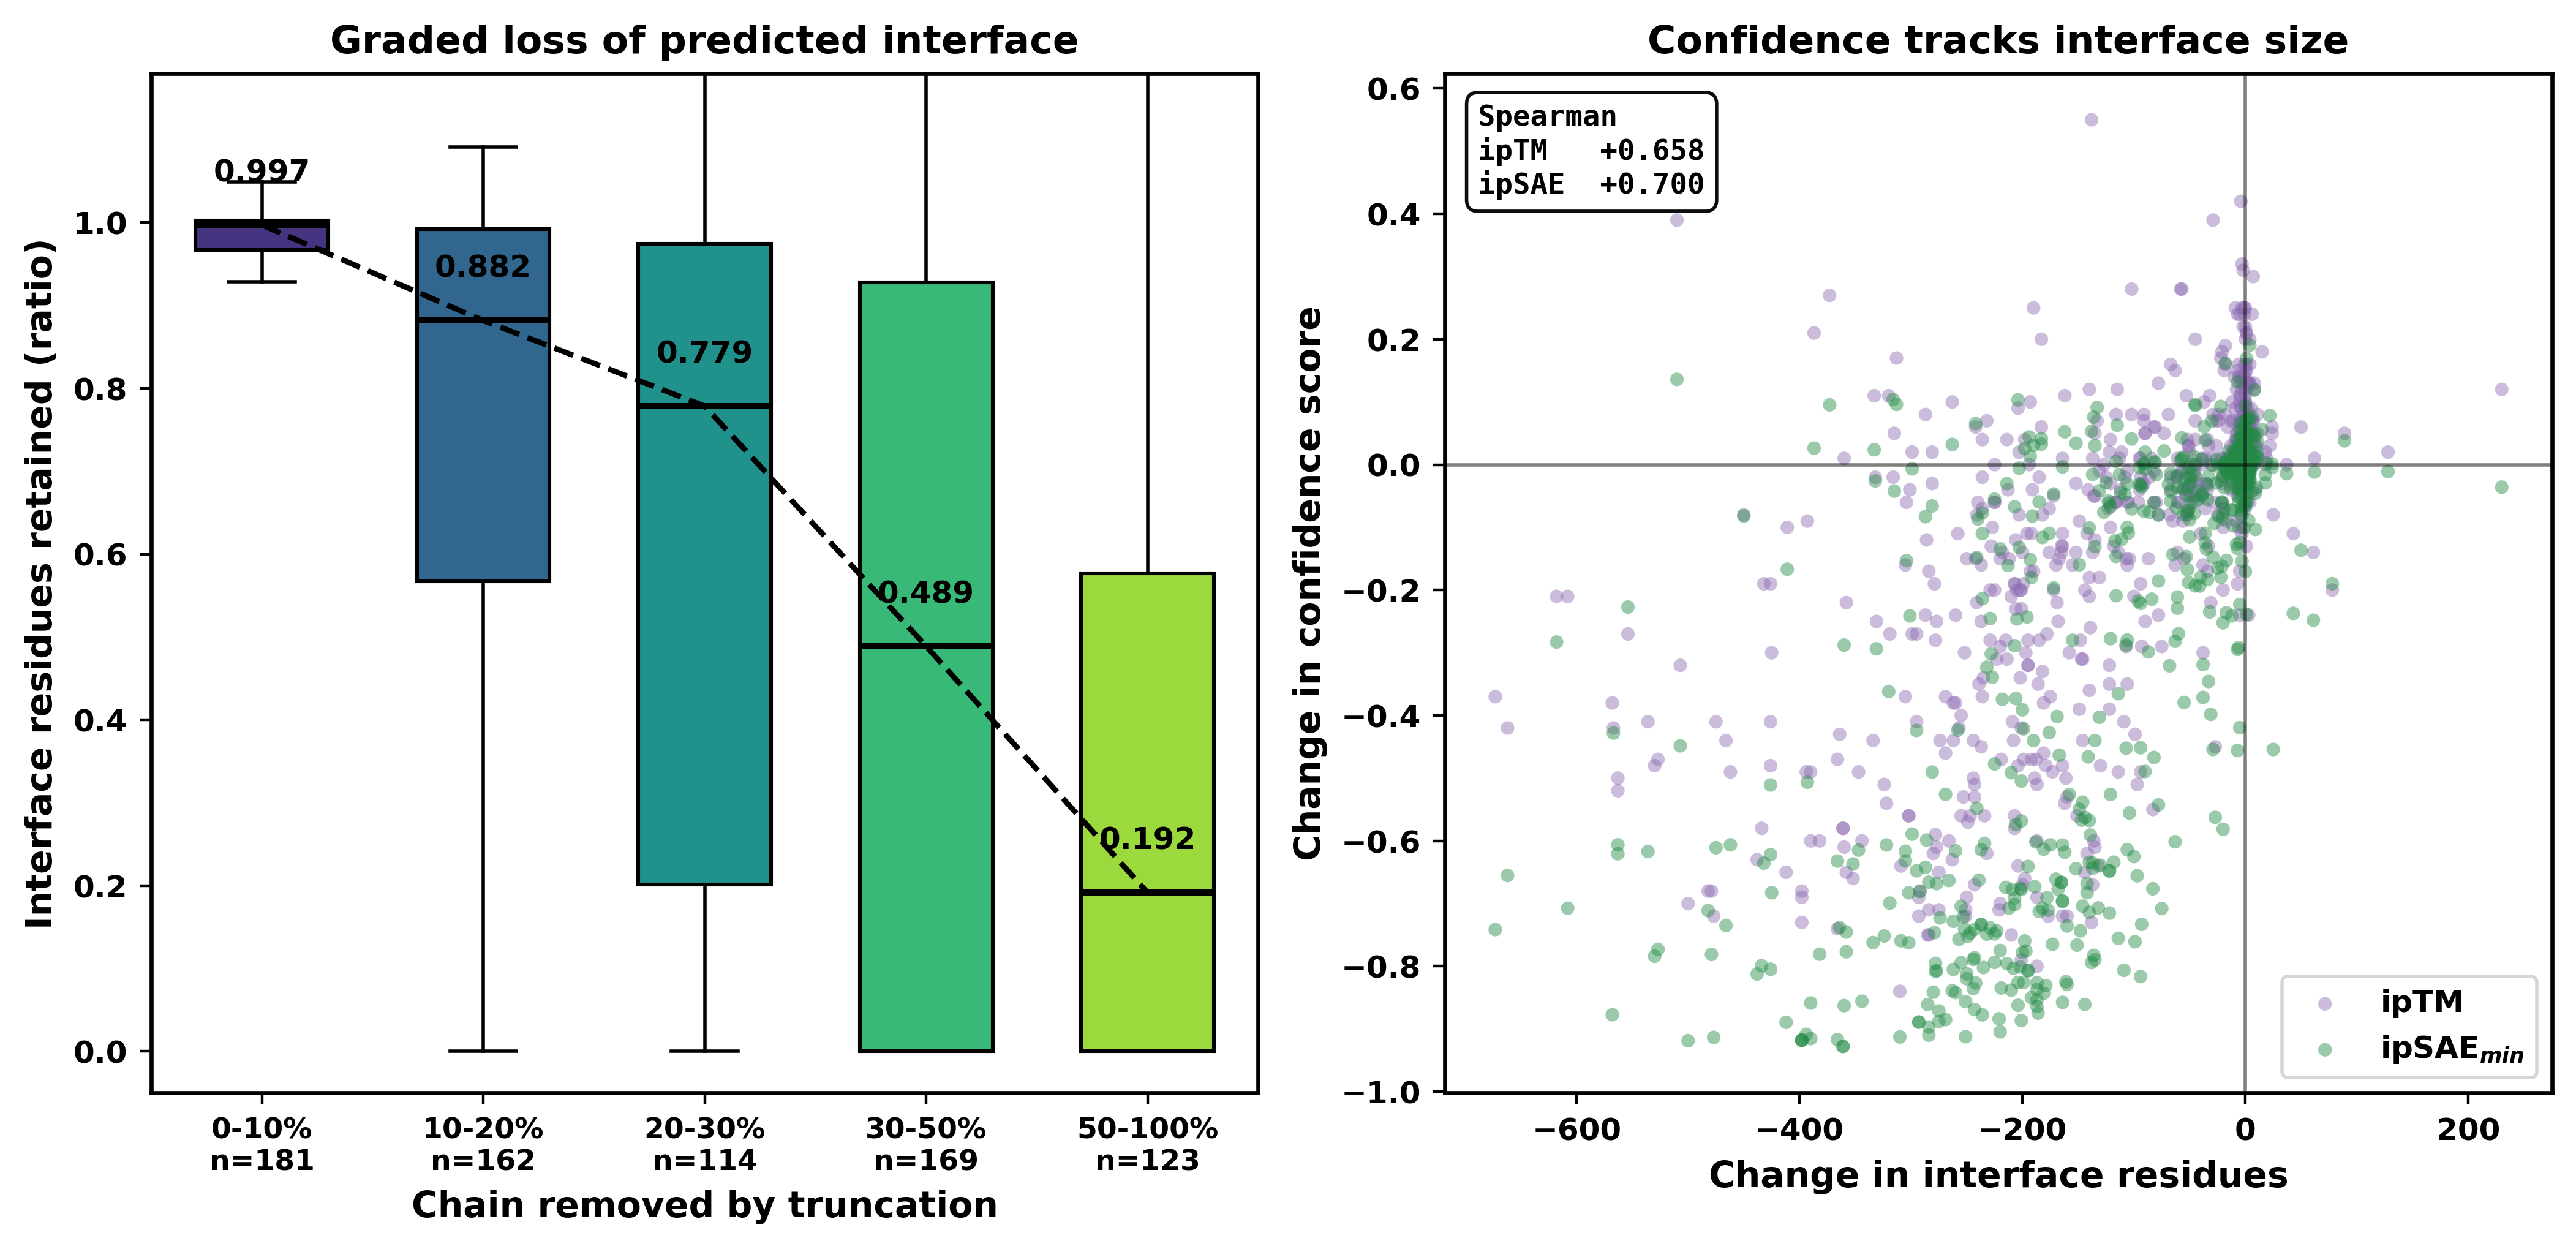 Graded loss of predicted interface
Interface residues retained (ratio)
1.0
0.8
0.6
0.4
0.2
0.0
0.997
0.882
0.779
0.489
0.192
0-10% 10-20% 20-30% 30-50% 50-100%
n=181 n=162 n=114 n=169 n=123
Chain removed by truncation
Confidence tracks interface size
Change in confidence score
0.6
0.4
0.2
0.0
−0.2
−0.4
−0.6
−0.8
−1.0
Spearman
ipTM +0.658
ipSAE +0.700
ipTM
ipSAEmin
−600 −400 −200 0 200
Change in interface residues